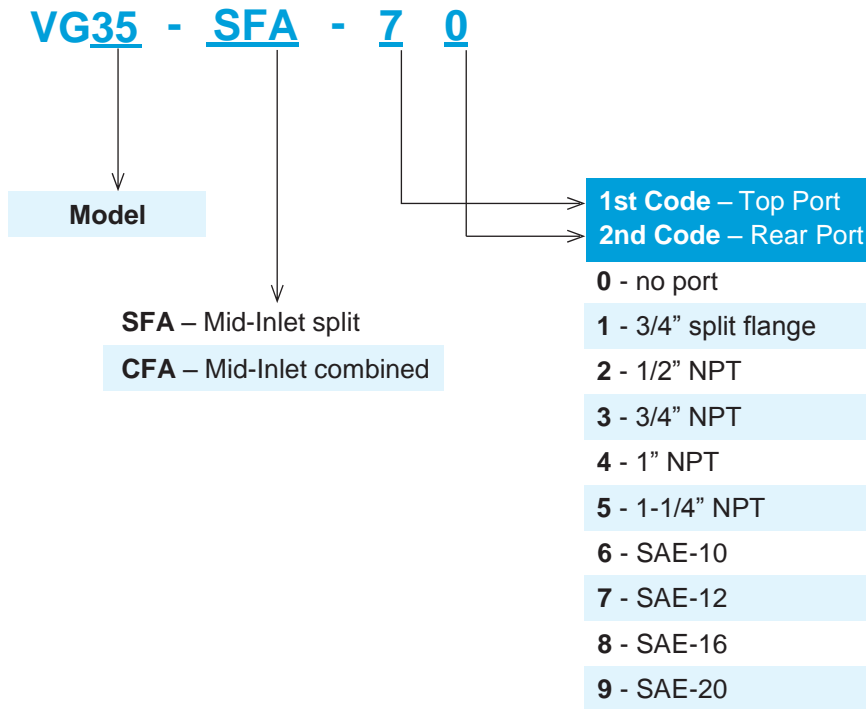 VG35 - SFA - 7 0
Model
SFA – Mid-Inlet split
CFA – Mid-Inlet combined
1st Code – Top Port
2nd Code – Rear Port
0 - no port
1 - 3/4” split flange
2 - 1/2” NPT
3 - 3/4” NPT
4 - 1” NPT
5 - 1-1/4” NPT
6 - SAE-10
7 - SAE-12
8 - SAE-16
9 - SAE-20